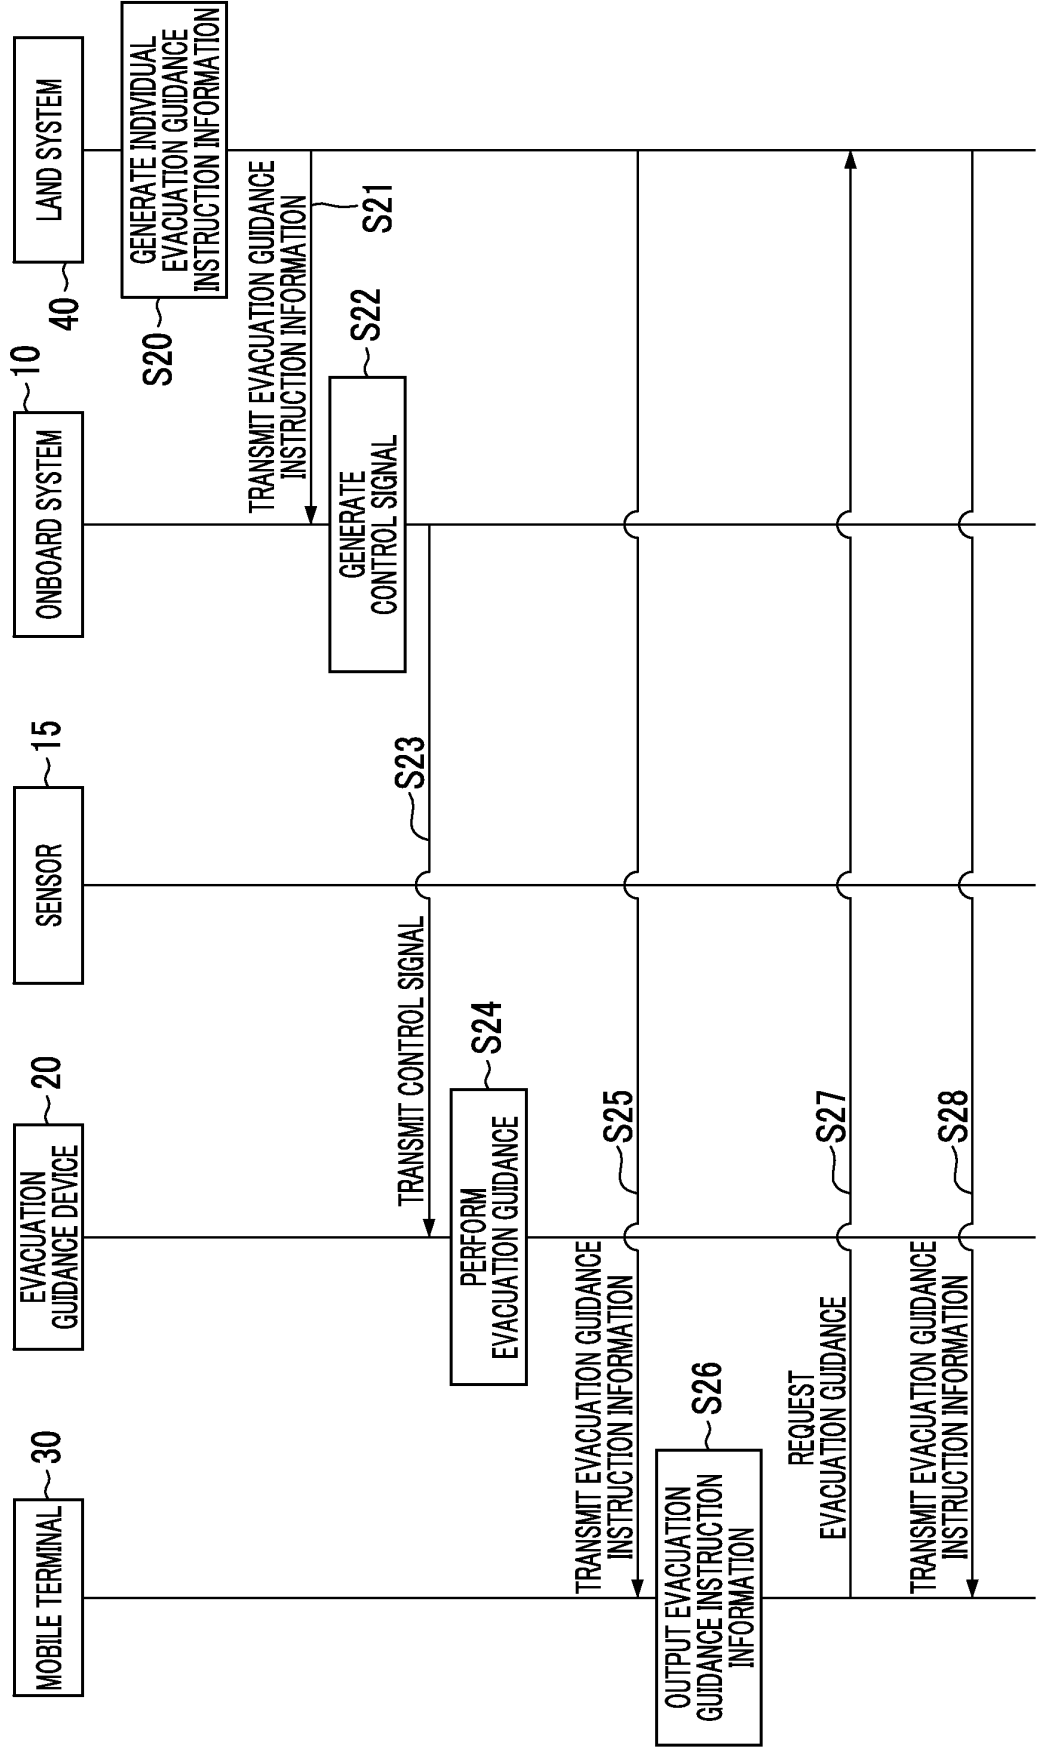 MOBILE TERMINAL
30
EVACUATION
GUIDANCE DEVICE
20
SENSOR
15
ONBOARD SYSTEM
10
LAND SYSTEM
40
GENERATE INDIVIDUAL
EVACUATION GUIDANCE
INSTRUCTION INFORMATION
S20
TRANSMIT EVACUATION GUIDANCE
INSTRUCTION INFORMATION
S21
GENERATE
CONTROL SIGNAL
S22
TRANSMIT CONTROL SIGNAL
S23
PERFORM
EVACUATION GUIDANCE
S24
TRANSMIT EVACUATION GUIDANCE
INSTRUCTION INFORMATION
S25
OUTPUT EVACUATION
GUIDANCE INSTRUCTION
INFORMATION
S26
REQUEST
EVACUATION GUIDANCE
S27
TRANSMIT EVACUATION GUIDANCE
INSTRUCTION INFORMATION
S28